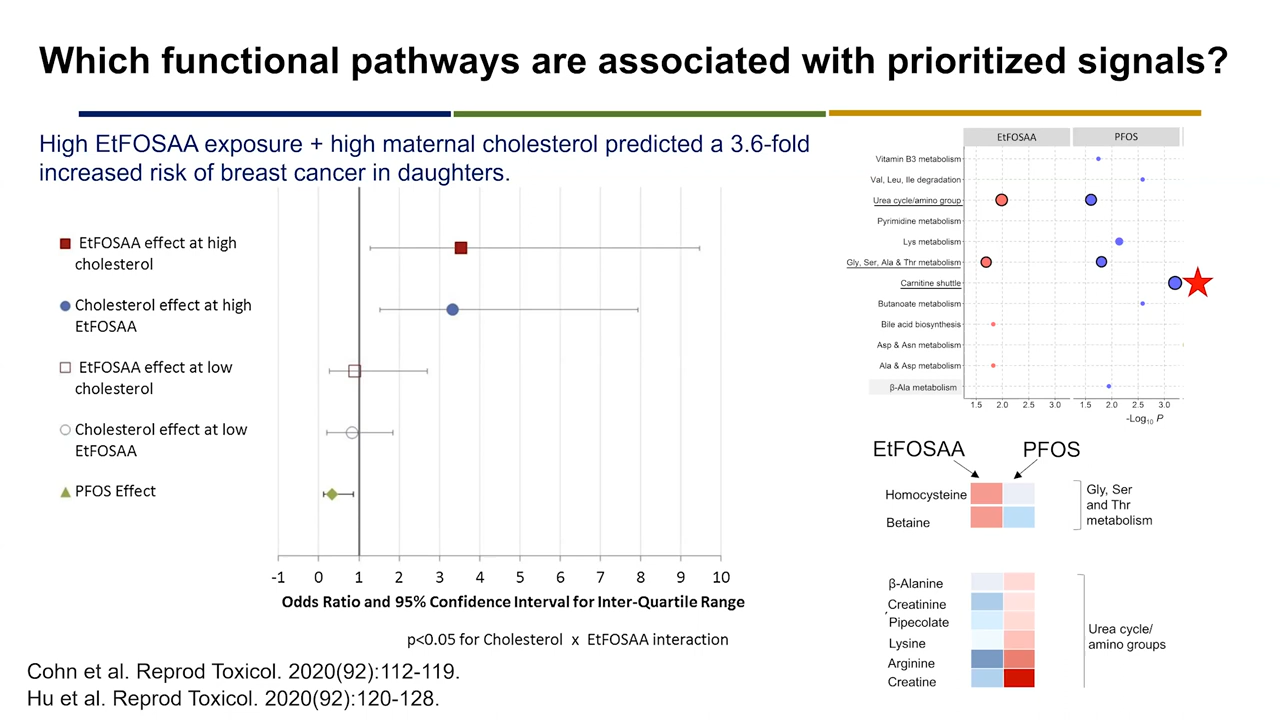 Which functional pathways are associated with prioritized signals?
High EtFOSAA exposure + high maternal cholesterol predicted a 3.6-fold
increased risk of breast cancer in daughters.
EtFOSAA effect at high
cholesterol
Cholesterol effect at high
EtFOSAA
EtFOSAA effect at low
cholesterol
Cholesterol effect at low
EtFOSAA
PFOS Effect
-1 0 1 2 3 4 5 6 7 8 9 10
Odds Ratio and 95% Confidence Interval for Inter-Quartile Range
p<0.05 for Cholesterol x EtFOSAA interaction
Cohn et al. Reprod Toxicol. 2020(92):112-119.
Hu et al. Reprod Toxicol. 2020(92):120-128.
EtFOSAA PFOS
Vitamin B3 metabolism
Val, Leu, Ile degradation
Urea cycle/amino group
Pyrimidine metabolism
Lys metabolism
Gly, Ser, Ala & Thr metabolism
Carnitine shuttle
Butanoate metabolism
Bile acid biosynthesis
Asp & Asn metabolism
Ala & Asp metabolism
β-Ala metabolism
1.5 2.0 2.5 3.0 1.5 2.0 2.5 3.0
-Log10 P
EtFOSAA PFOS
Homocysteine
Betaine
Gly, Ser
and Thr
metabolism
β-Alanine
Creatinine
Pipecolate
Lysine
Arginine
Creatine
Urea cycle/
amino groups